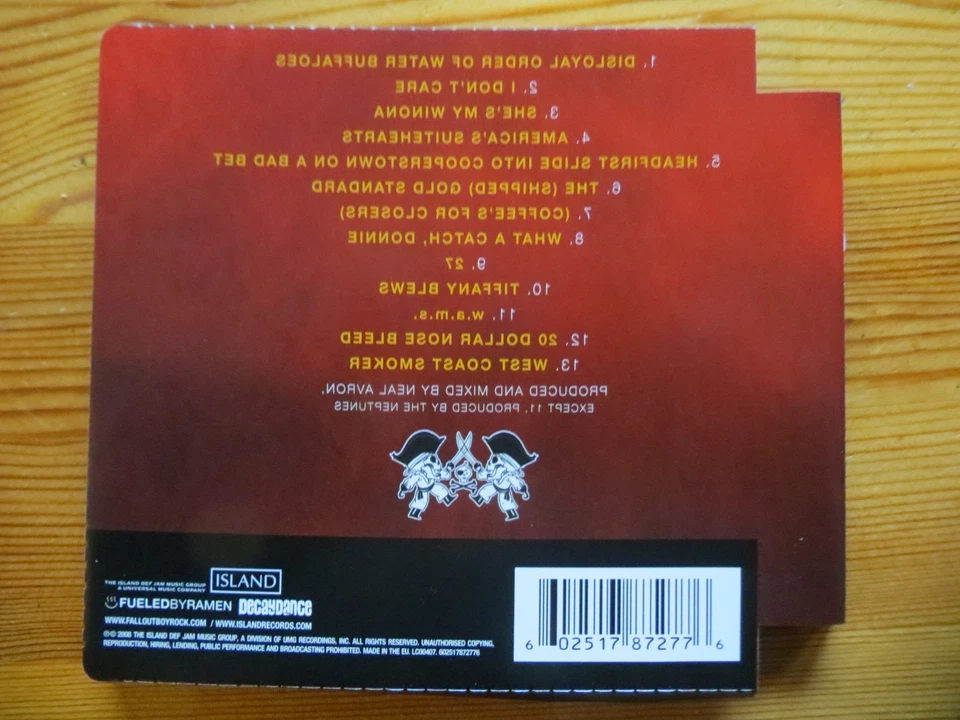 1. DISLOYAL ORDER OF WATER BUFFALOES
2. I DON'T CARE
3. SHE'S MY WINONA
4. AMERICA'S SUITEHEARTS
5. HEADFIRST SLIDE INTO COOPERSTOWN ON A BAD BET
6. THE (SHIPPED) GOLD STANDARD
7. (COFFEE'S FOR CLOSERS)
8. WHAT A CATCH, DONNIE
9. 27
10. TIFFANY BLEWS
11. w.a.m.s.
12. 20 DOLLAR NOSE BLEED
13. WEST COAST SMOKER
PRODUCED AND MIXED BY NEAL AVRON,
EXCEPT 11, PRODUCED BY THE NEPTUNES
THE ISLAND DEF JAM MUSIC GROUP
A UNIVERSAL MUSIC COMPANY
ISLAND
FUELEDBYRAMEN DECAYDANCE
WWW.FALLOUTBOYROCK.COM / WWW.ISLANDRECORDS.COM
℗© 2008 THE ISLAND DEF JAM MUSIC GROUP, A DIVISION OF UMG RECORDINGS, INC. ALL RIGHTS RESERVED. UNAUTHORISED COPYING,
REPRODUCTION, HIRING, LENDING, PUBLIC PERFORMANCE AND BROADCASTING PROHIBITED. MADE IN THE EU. LC00407. 602517872776
6 02517 87277 6